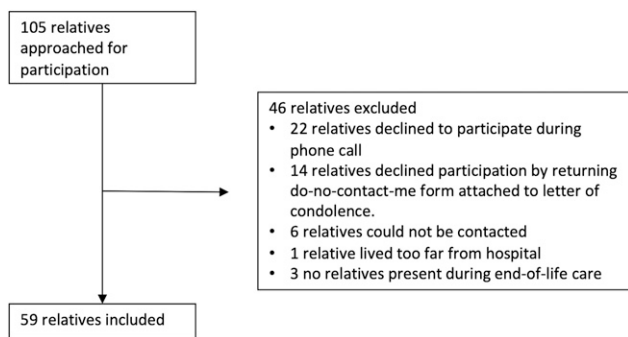 105 relatives
approached for
participation
46 relatives excluded
• 22 relatives declined to participate during
phone call
• 14 relatives declined participation by returning
do-no-contact-me form attached to letter of
condolence.
• 6 relatives could not be contacted
• 1 relative lived too far from hospital
• 3 no relatives present during end-of-life care
59 relatives included